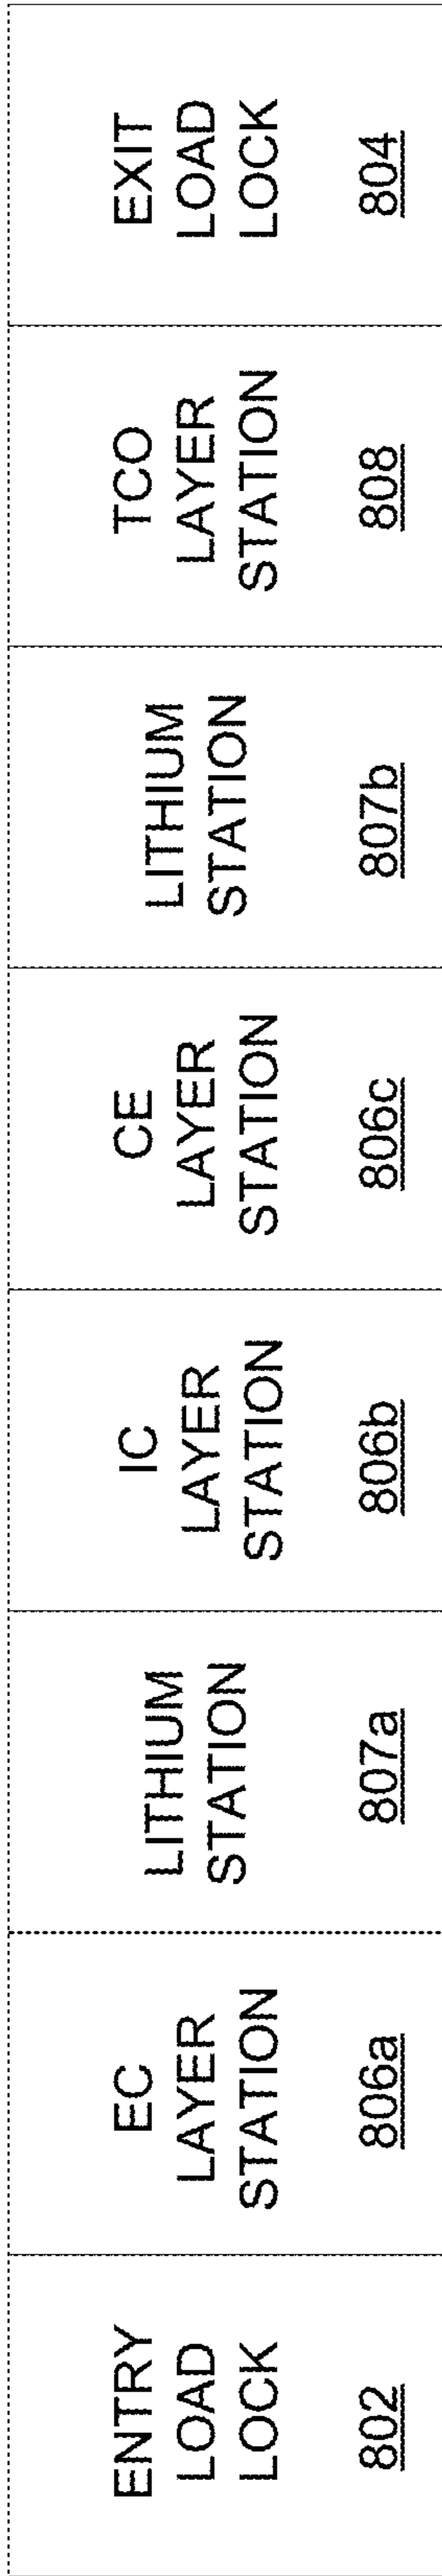 ENTRY
LOAD
LOCK
802
EC
LAYER
STATION
806a
LITHIUM
STATION
807a
IC
LAYER
STATION
806b
CE
LAYER
STATION
806c
LITHIUM
STATION
807b
TCO
LAYER
STATION
808
EXIT
LOAD
LOCK
804